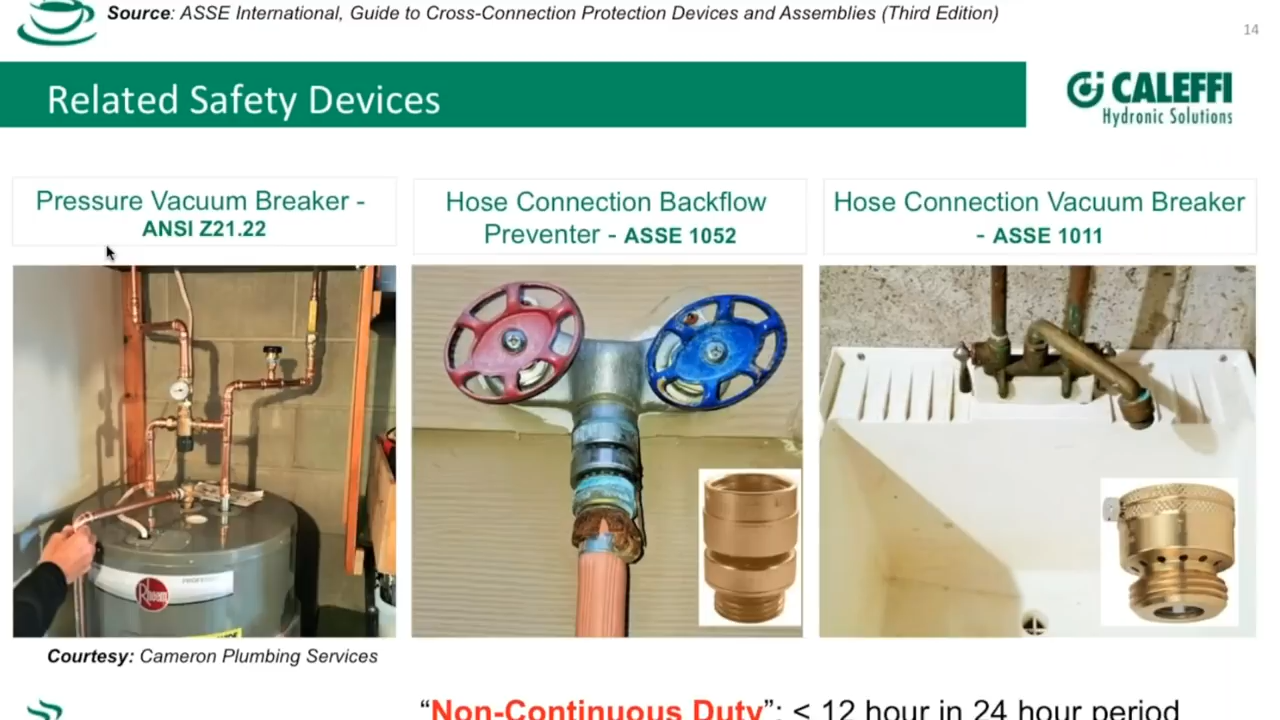 Source: ASSE International, Guide to Cross-Connection Protection Devices and Assemblies (Third Edition)
14
Related Safety Devices
CALEFFI
Hydronic Solutions
Pressure Vacuum Breaker -
ANSI Z21.22
Hose Connection Backflow
Preventer - ASSE 1052
Hose Connection Vacuum Breaker
- ASSE 1011
Rheem
Courtesy: Cameron Plumbing Services
“Non-Continuous Duty”: < 12 hour in 24 hour period